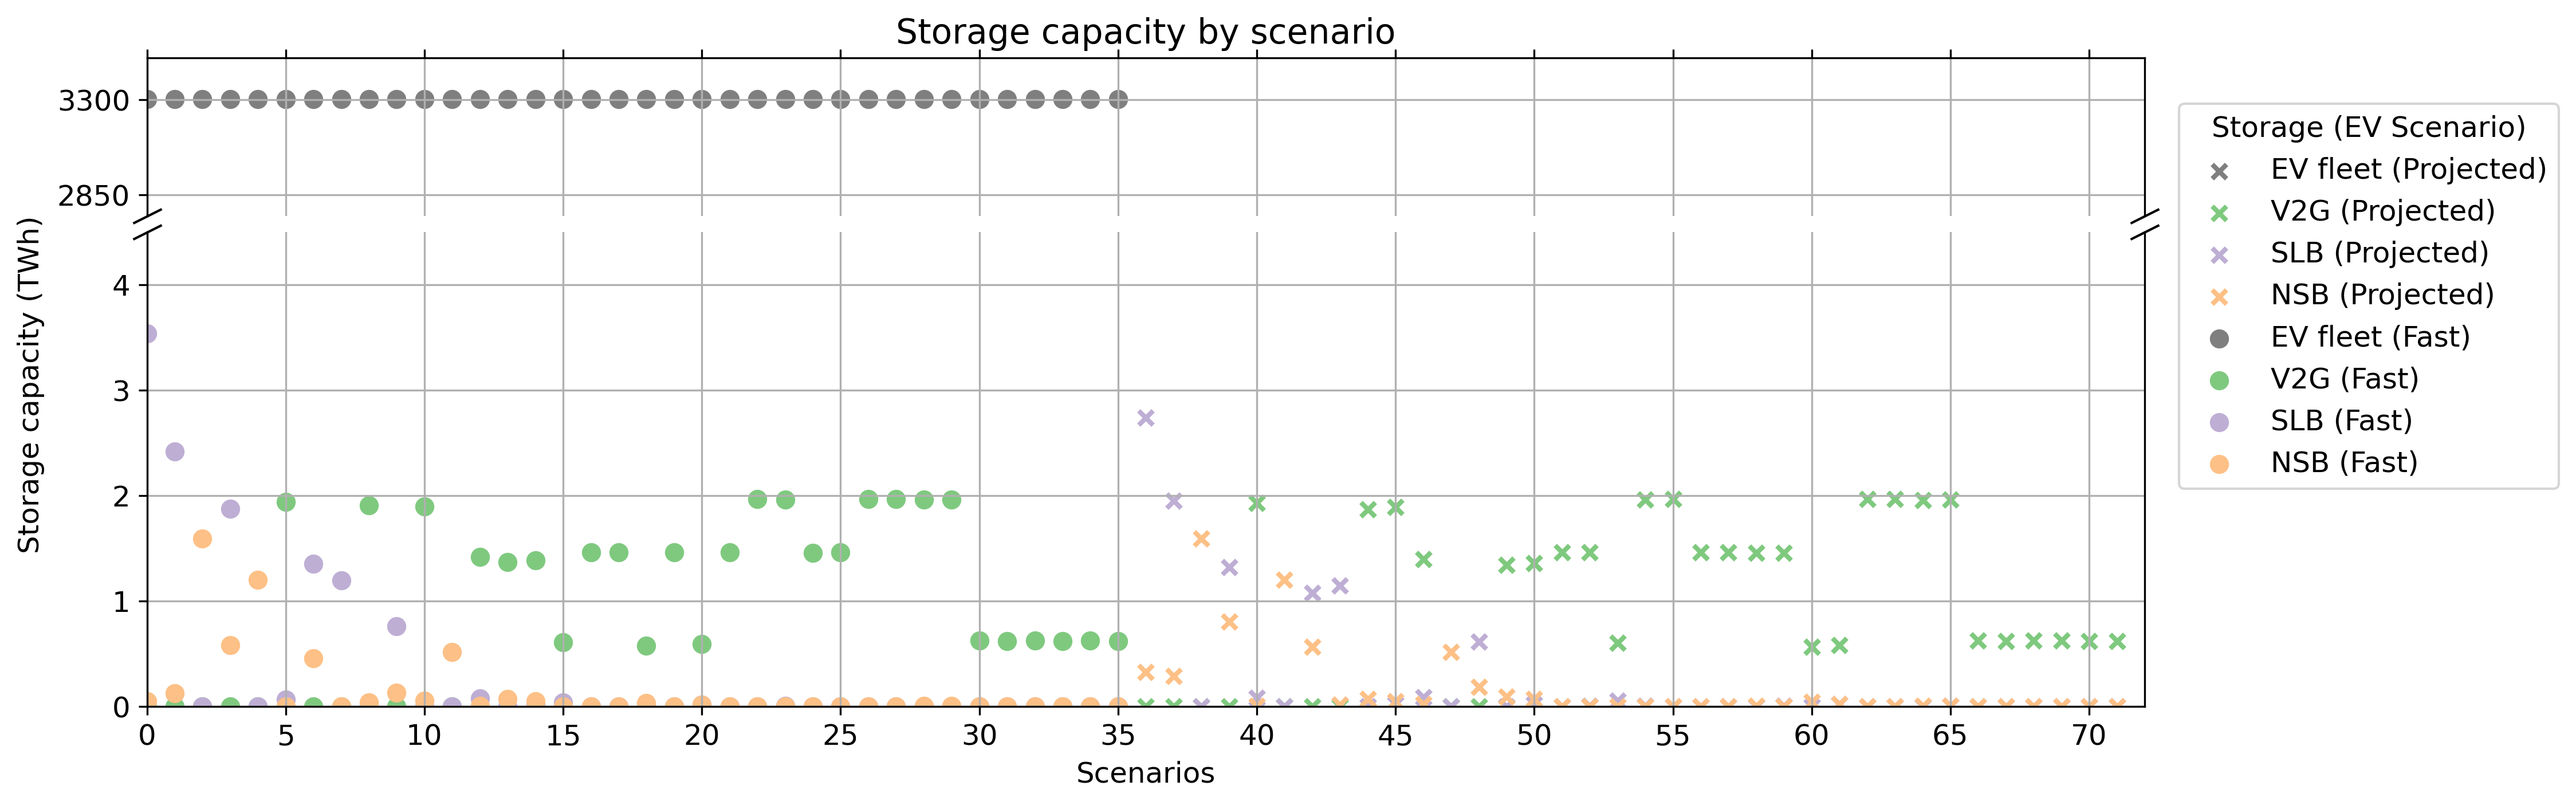 Storage capacity by scenario
3300
2850
4
3
2
1
0
Storage capacity (TWh)
0 5 10 15 20 25 30 35 40 45 50 55 60 65 70
Scenarios
Storage (EV Scenario)
EV fleet (Projected)
V2G (Projected)
SLB (Projected)
NSB (Projected)
EV fleet (Fast)
V2G (Fast)
SLB (Fast)
NSB (Fast)